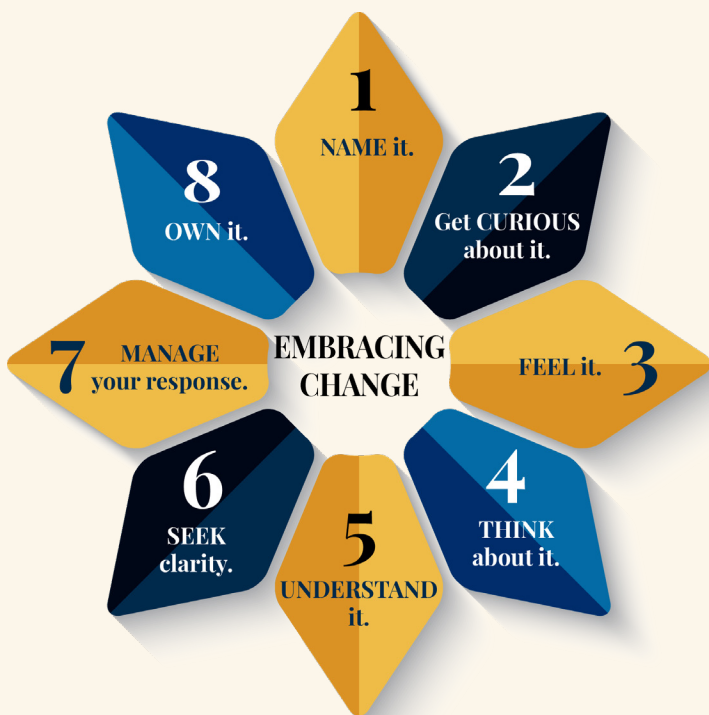 EMBRACING
CHANGE
1
NAME it.
2
Get CURIOUS
about it.
3
FEEL it.
4
THINK
about it.
5
UNDERSTAND
it.
6
SEEK
clarity.
7
MANAGE
your response.
8
OWN it.